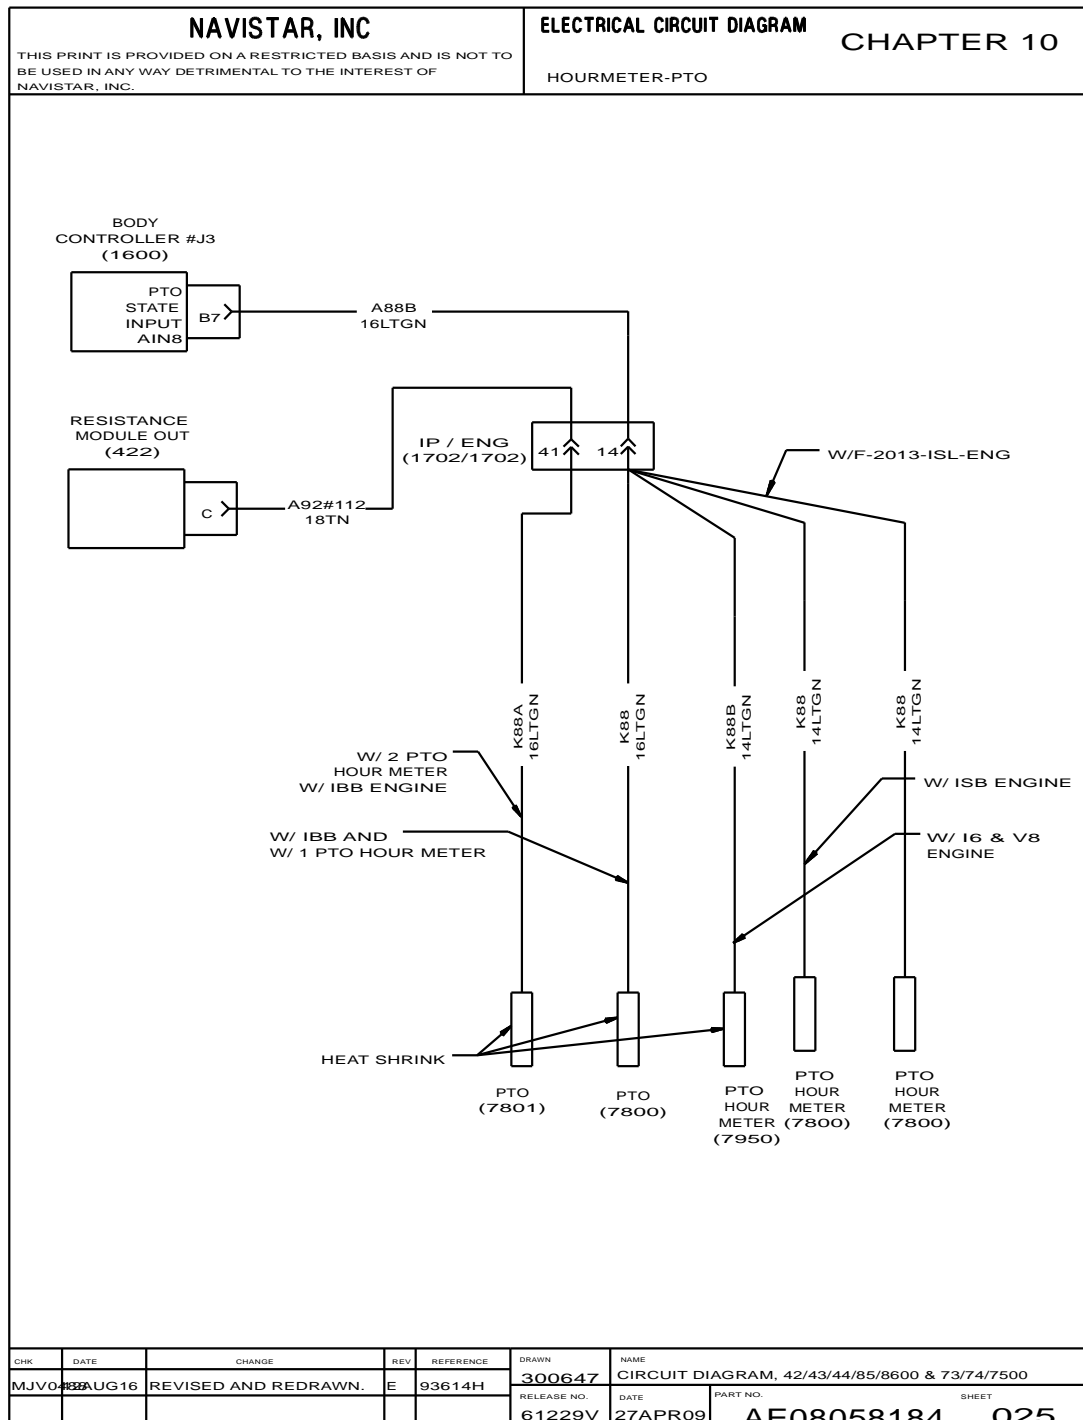 NAVISTAR, INC
THIS PRINT IS PROVIDED ON A RESTRICTED BASIS AND IS NOT TO
BE USED IN ANY WAY DETRIMENTAL TO THE INTEREST OF
NAVISTAR, INC.
ELECTRICAL CIRCUIT DIAGRAM
CHAPTER 10
HOURMETER-PTO
BODY
CONTROLLER #J3
(1600)
PTO
STATE
INPUT
AIN8
B7
A88B
16LTGN
RESISTANCE
MODULE OUT
(422)
C
A92#112
18TN
IP / ENG
(1702/1702)
41
14
W/F-2013-ISL-ENG
K88A
16LTGN
K88
16LTGN
K88B
14LTGN
K88
14LTGN
K88
14LTGN
W/ 2 PTO
HOUR METER
W/ IBB ENGINE
W/ IBB AND
W/ 1 PTO HOUR METER
W/ ISB ENGINE
W/ I6 & V8
ENGINE
HEAT SHRINK
PTO
(7801)
PTO
(7800)
PTO
HOUR
METER
(7950)
PTO
HOUR
METER
(7800)
PTO
HOUR
METER
(7800)
CHK DATE CHANGE REV REFERENCE
REVISED AND REDRAWN. E 93614H
DRAWN
300647
NAME
CIRCUIT DIAGRAM, 42/43/44/85/8600 & 73/74/7500
RELEASE NO.
61229V
DATE
27APR09
PART NO.
AE08058184
SHEET
025